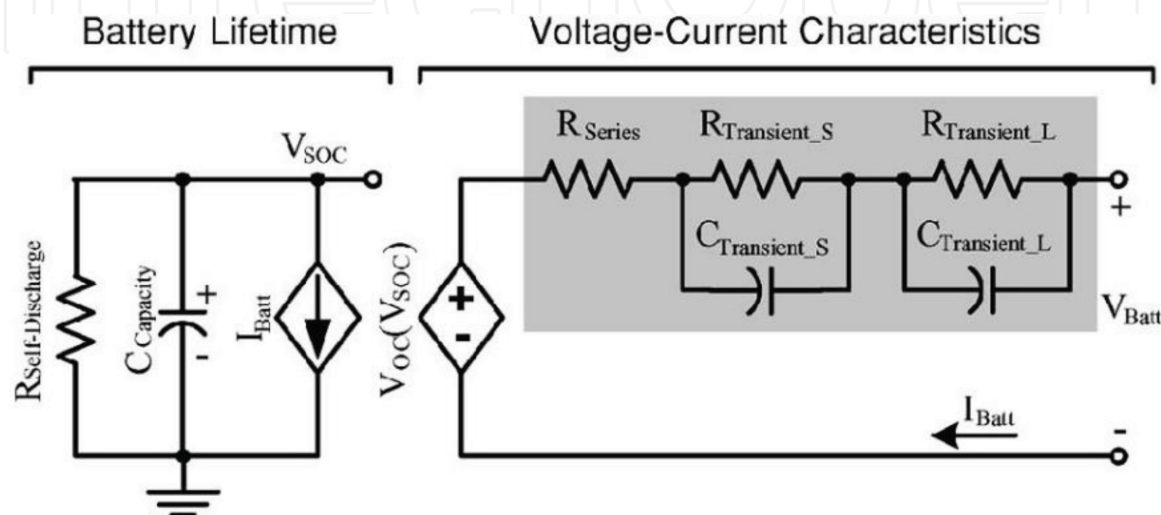 Battery Lifetime
Voltage-Current Characteristics
V_SOC
R_Self-Discharge
C_Capacity
+
-
I_Batt
V_OC(V_SOC)
+
-
R_Series
R_Transient_S
C_Transient_S
R_Transient_L
C_Transient_L
+
V_Batt
I_Batt
-